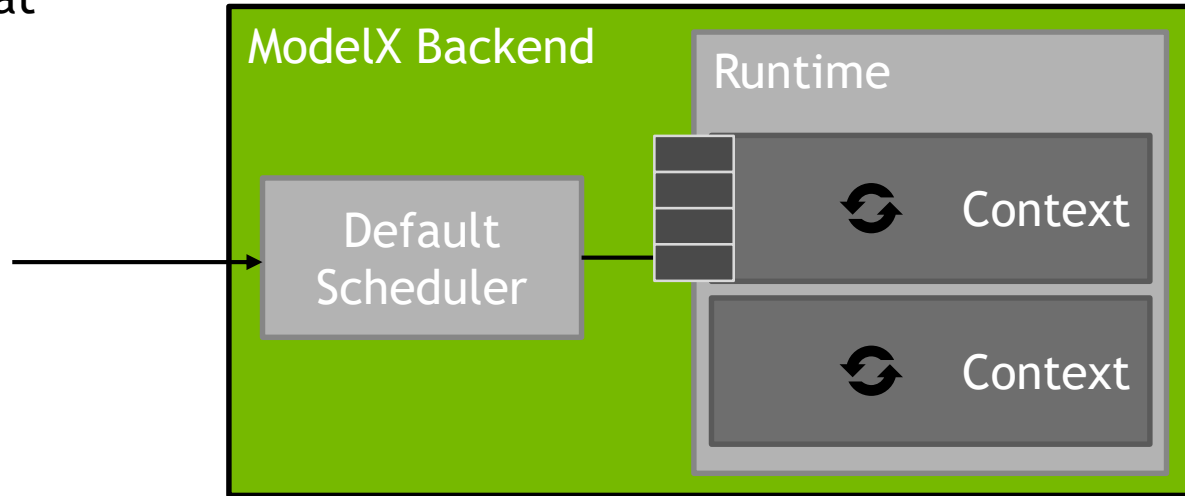 ModelX Backend
Runtime
Default
Scheduler
Context
Context